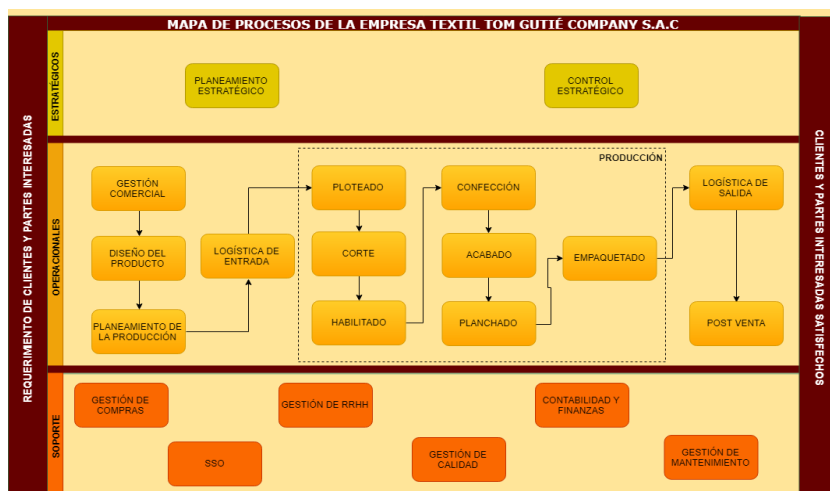 MAPA DE PROCESOS DE LA EMPRESA TEXTIL TOM GUTIÉ COMPANY S.A.C
REQUERIMIENTO DE CLIENTES Y PARTES INTERESADAS
ESTRATÉGICOS
PLANEAMIENTO
ESTRATÉGICO
CONTROL
ESTRATÉGICO
OPERACIONALES
PRODUCCIÓN
GESTIÓN
COMERCIAL
DISEÑO DEL
PRODUCTO
PLANEAMIENTO DE
LA PRODUCCIÓN
LOGÍSTICA DE
ENTRADA
PLOTEADO
CORTE
HABILITADO
CONFECCIÓN
ACABADO
PLANCHADO
EMPAQUETADO
LOGÍSTICA DE
SALIDA
POST VENTA
SOPORTE
GESTIÓN DE
COMPRAS
SSO
GESTIÓN DE RRHH
GESTIÓN DE
CALIDAD
CONTABILIDAD Y
FINANZAS
GESTIÓN DE
MANTENIMIENTO
CLIENTES Y PARTES INTERESADAS SATISFECHOS